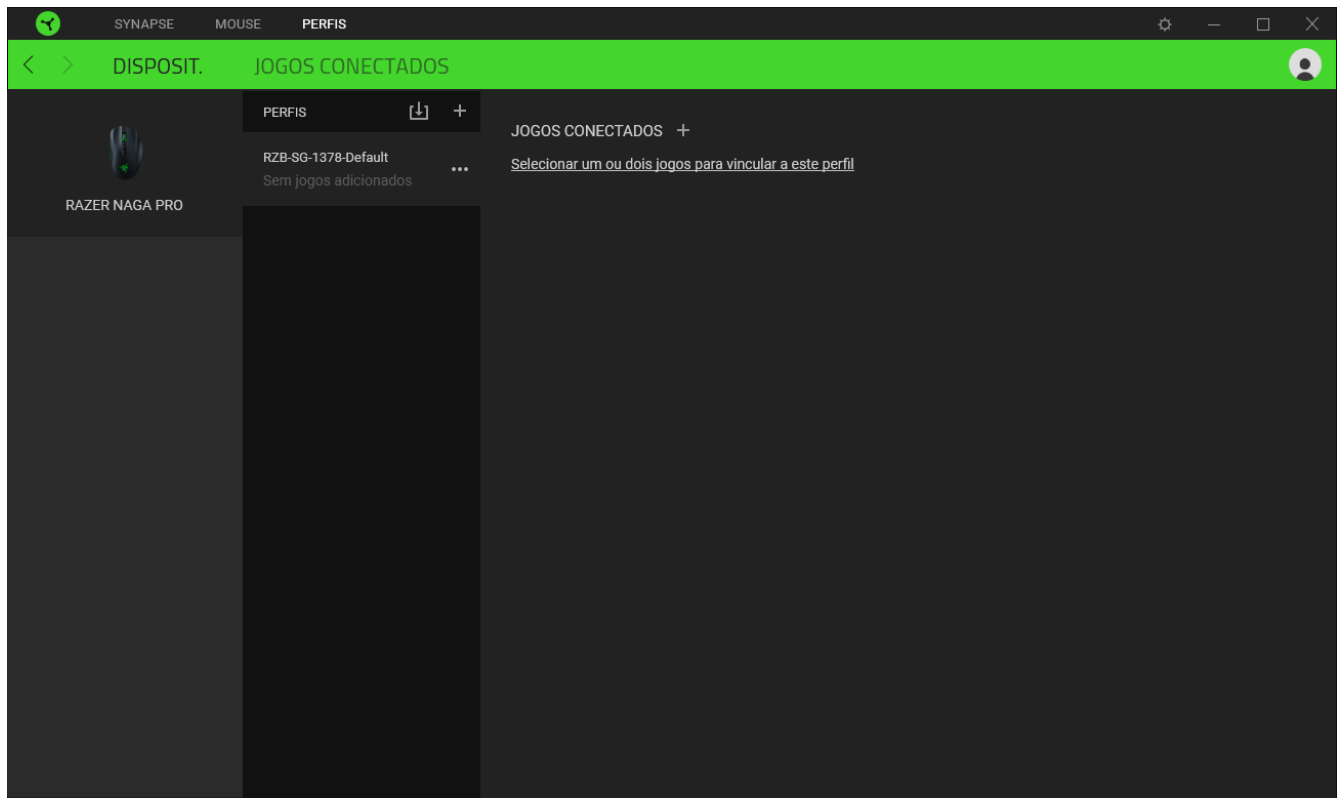 SYNAPSE MOUSE PERFIS
DISPOSIT. JOGOS CONECTADOS
RAZER NAGA PRO
PERFIS
RZB-SG-1378-Default
Sem jogos adicionados
JOGOS CONECTADOS
Selecionar um ou dois jogos para vincular a este perfil